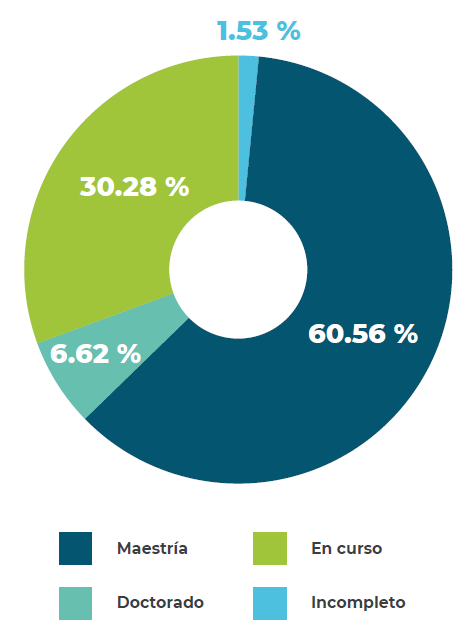 1.53 %
30.28 %
60.56 %
6.62 %
Maestría
En curso
Doctorado
Incompleto